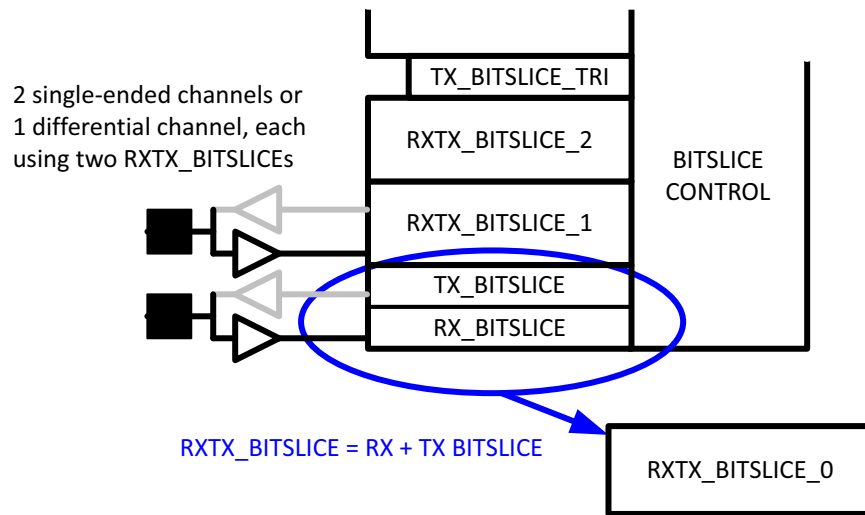 TX_BITSLICE_TRI
2 single-ended channels or
1 differential channel, each
using two RXTX_BITSLICEs
RXTX_BITSLICE_2
BITSLICE
CONTROL
RXTX_BITSLICE_1
TX_BITSLICE
RX_BITSLICE
RXTX_BITSLICE = RX + TX BITSLICE
RXTX_BITSLICE_0